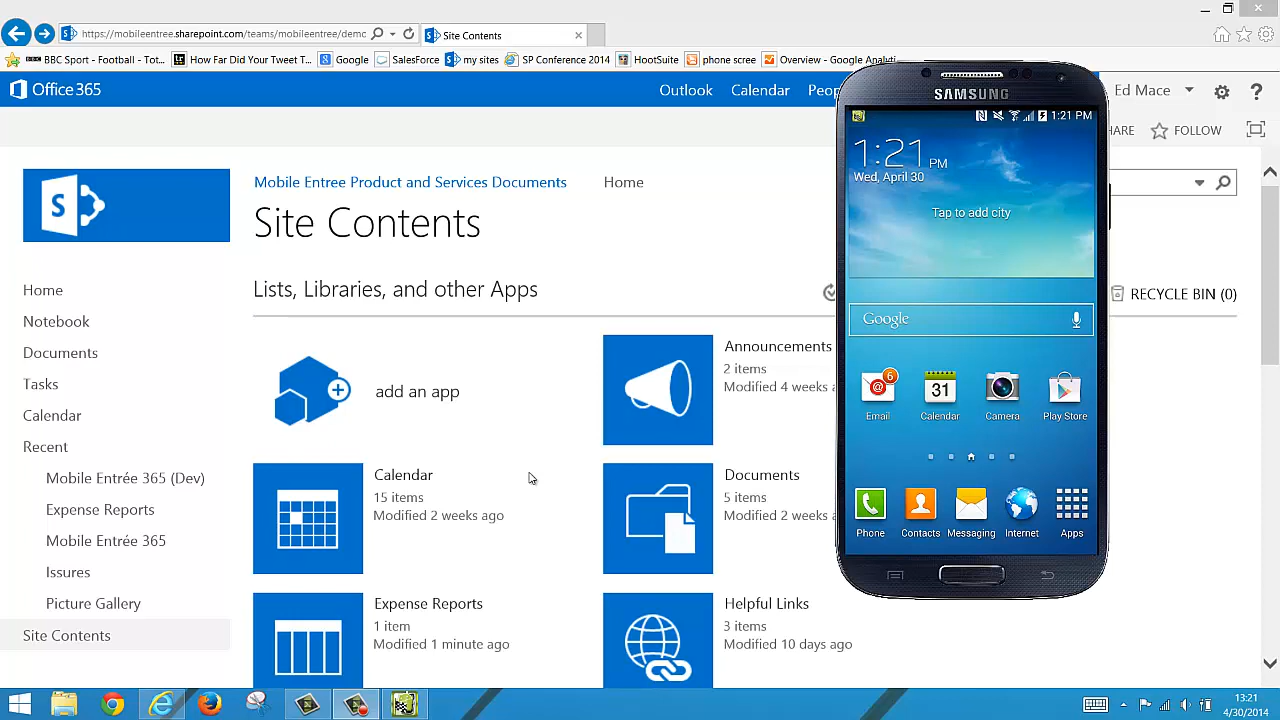 https://mobileentree.sharepoint.com/teams/mobileentree/demo
Site Contents
BBC Sport - Football - Tot...
How Far Did Your Tweet T...
Google
SalesForce
my sites
SP Conference 2014
HootSuite
phone scree
Overview - Google Analyti
Office 365
Outlook
Calendar
Peop
Ed Mace
?
HARE
FOLLOW
S
Mobile Entree Product and Services Documents
Home
Site Contents
Home
Notebook
Documents
Tasks
Calendar
Recent
Mobile Entrée 365 (Dev)
Expense Reports
Mobile Entrée 365
Issures
Picture Gallery
Site Contents
Lists, Libraries, and other Apps
RECYCLE BIN (0)
add an app
Announcements
2 items
Modified 4 weeks a
Calendar
15 items
Modified 2 weeks ago
Documents
5 items
Modified 2 weeks a
Expense Reports
1 item
Modified 1 minute ago
Helpful Links
3 items
Modified 10 days ago
SAMSUNG
1:21 PM
1:21 PM
Wed, April 30
Tap to add city
Google
6
31
Email
Calendar
Camera
Play Store
Phone
Contacts
Messaging
Internet
Apps
13:21
4/30/2014